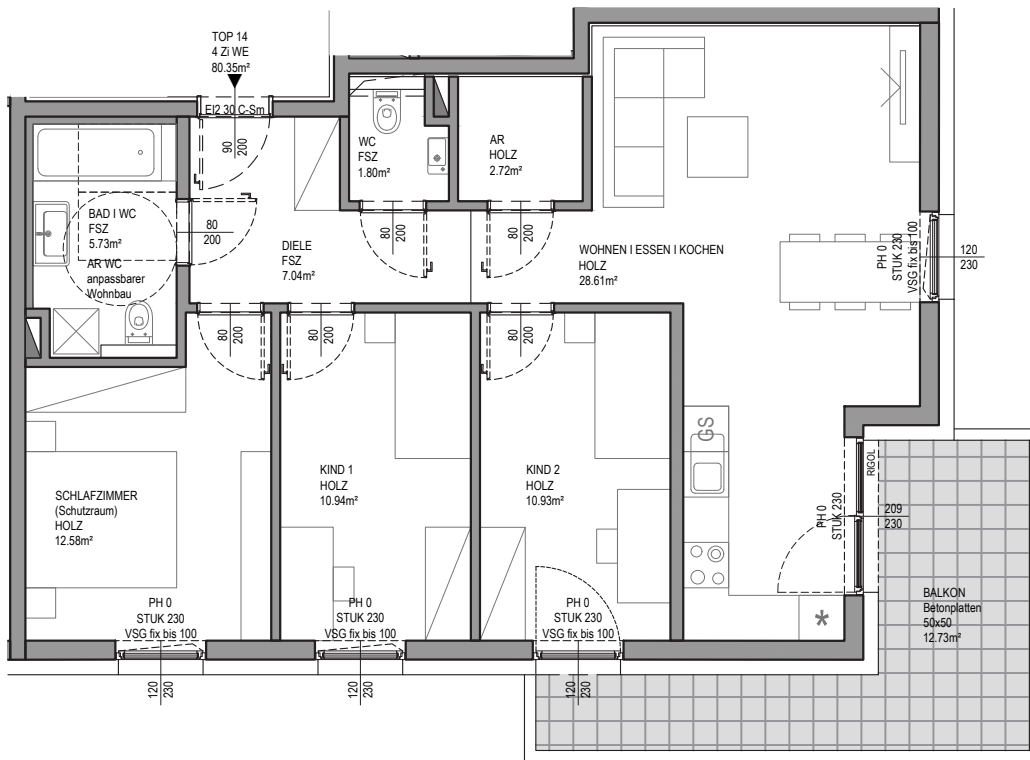 TOP 14
4 Zi WE
80.35m²
EI2 30 C-Sm
90
200
WC
FSZ
1.80m²
AR
HOLZ
2.72m²
BAD I WC
FSZ
5.73m²
AR WC
anpassbarer
Wohnbau
80
200
DIELE
FSZ
7.04m²
80
200
80
200
WOHNEN I ESSEN I KOCHEN
HOLZ
28.61m²
PH 0
STUK 230
VSG fix bis 100
120
230
80
200
80
200
80
200
GS
RIGOL
PH 0
STUK 230
209
230
SCHLAFZIMMER
(Schutzraum)
HOLZ
12.58m²
KIND 1
HOLZ
10.94m²
KIND 2
HOLZ
10.93m²
BALKON
Betonplatten
50x50
12.73m²
PH 0
STUK 230
VSG fix bis 100
PH 0
STUK 230
VSG fix bis 100
PH 0
STUK 230
VSG fix bis 100
*
120
230
120
230
120
230